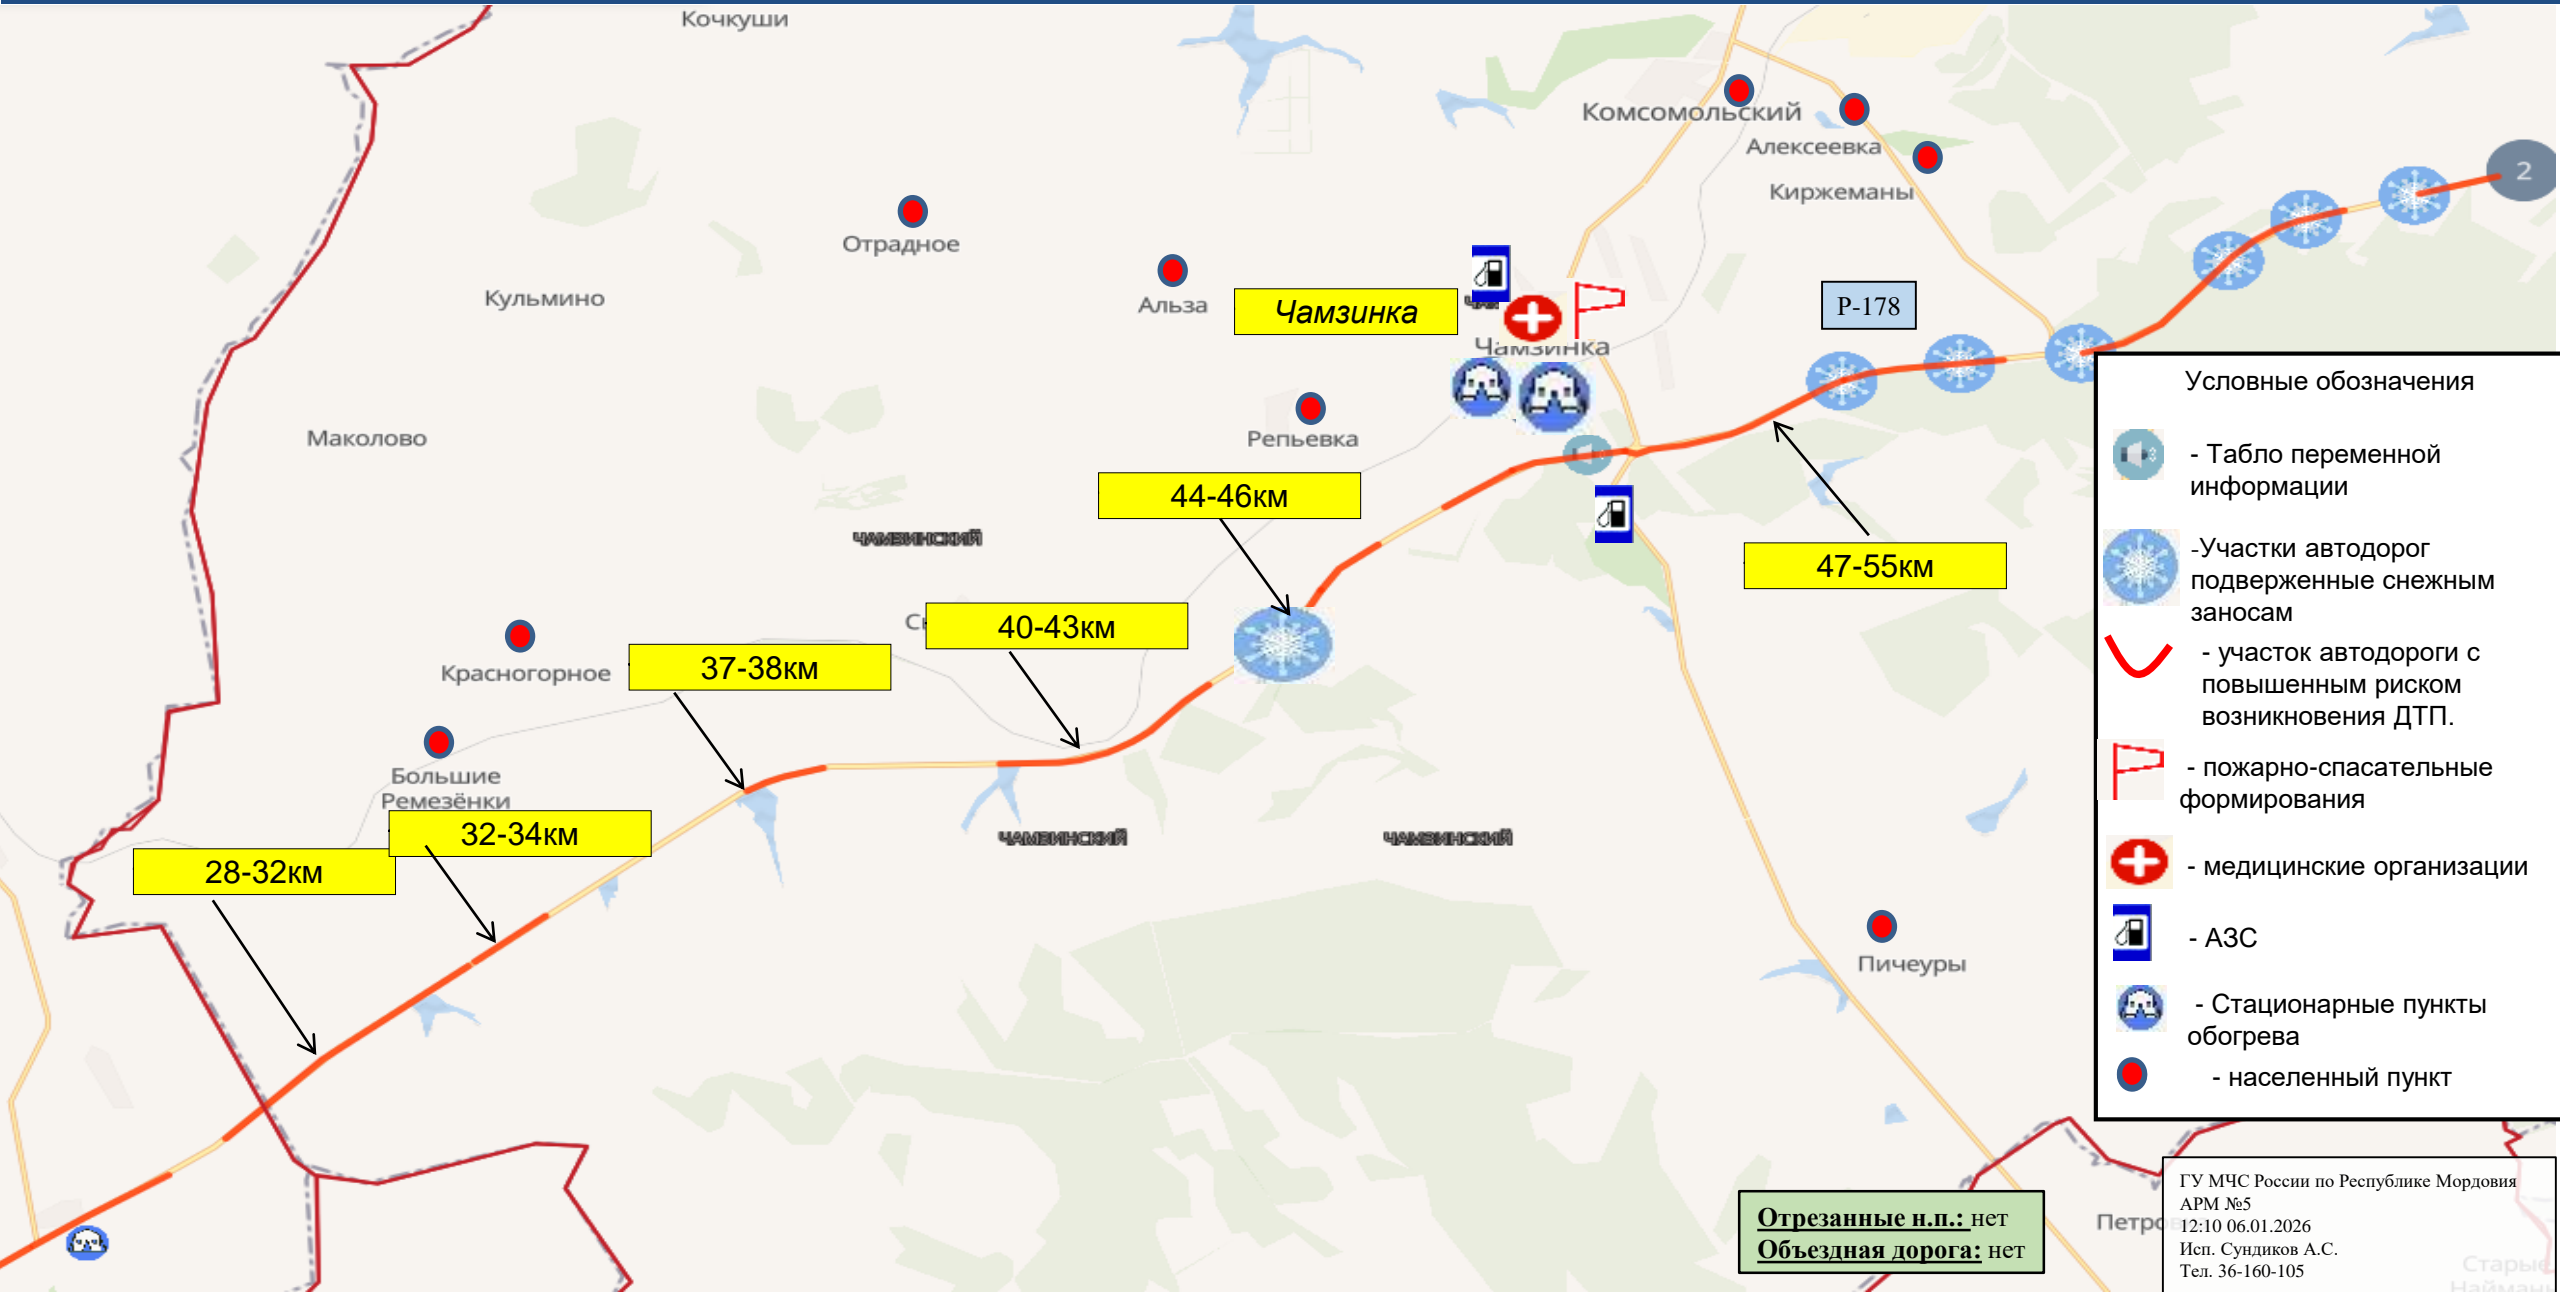 Кочкуши
Комсомольский
Алексеевка
Киржеманы
2
Отрадное
Альза
Кульмино
Чамзинка
Чамзинка
Р-178
Маколово
Репьевка
44-46км
47-55км
ЧАМЗИНСКИЙ
40-43км
37-38км
Красногорное
Большие
Ремезёнки
32-34км
28-32км
ЧАМЗИНСКИЙ
ЧАМЗИНСКИЙ
Пичеуры
Условные обозначения
- Табло переменной
информации
-Участки автодорог
подверженные снежным
заносам
- участок автодороги с
повышенным риском
возникновения ДТП.
- пожарно-спасательные
формирования
- медицинские организации
- АЗС
- Стационарные пункты
обогрева
- населенный пункт
Отрезанные н.п.: нет
Объездная дорога: нет
ГУ МЧС России по Республике Мордовия
АРМ №5
12:10 06.01.2026
Исп. Сундиков А.С.
Тел. 36-160-105
Старые